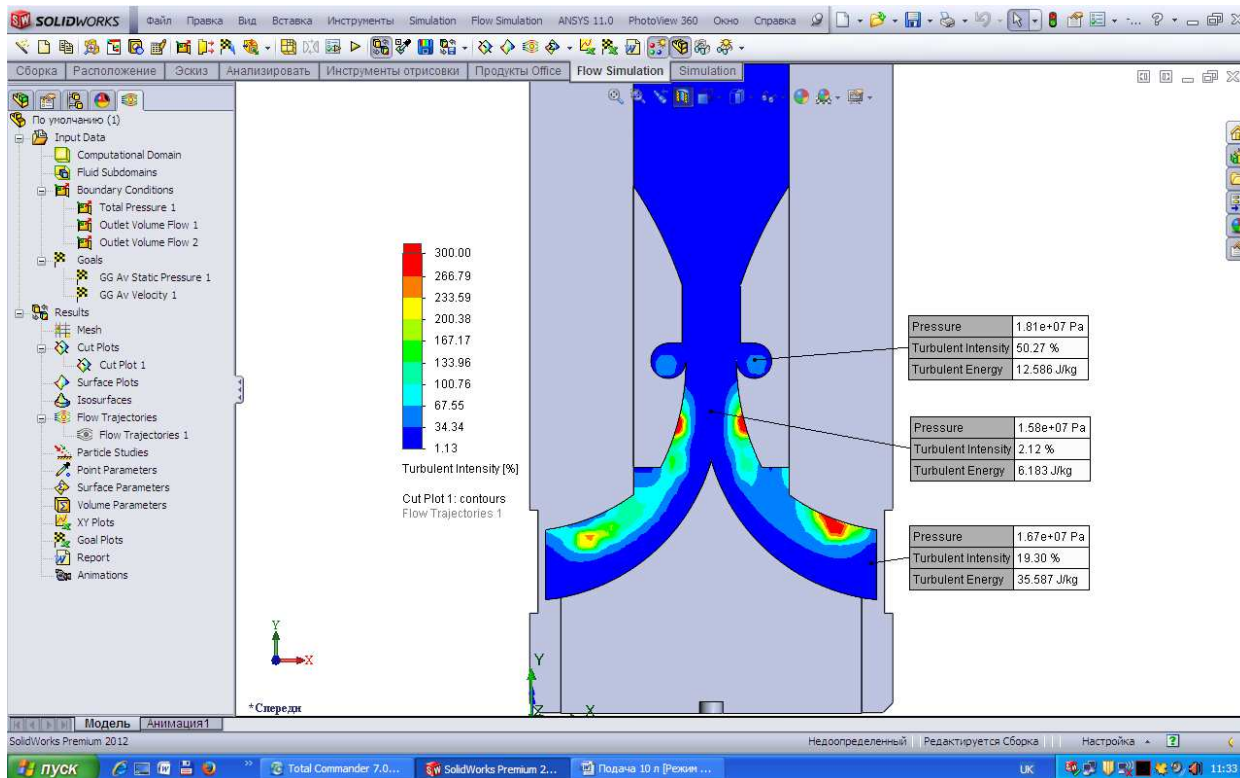 SOLIDWORKS Файл Правка Вид Вставка Инструменты Simulation Flow Simulation ANSYS 11.0 PhotoView 360 Окно Справка
Сборка Расположение Эскиз Анализировать Инструменты отрисовки Продукты Office Flow Simulation Simulation
По умолчанию (1)
Input Data
Computational Domain
Fluid Subdomains
Boundary Conditions
Total Pressure 1
Outlet Volume Flow 1
Outlet Volume Flow 2
Goals
GG Av Static Pressure 1
GG Av Velocity 1
Results
Mesh
Cut Plots
Cut Plot 1
Surface Plots
Isosurfaces
Flow Trajectories
Flow Trajectories 1
Particle Studies
Point Parameters
Surface Parameters
Volume Parameters
XY Plots
Goal Plots
Report
Animations
300.00
266.79
233.59
200.38
167.17
133.96
100.76
67.55
34.34
1.13
Turbulent Intensity [%]
Cut Plot 1: contours
Flow Trajectories 1
Pressure 1.81e+07 Pa
Turbulent Intensity 50.27 %
Turbulent Energy 12.586 J/kg
Pressure 1.58e+07 Pa
Turbulent Intensity 2.12 %
Turbulent Energy 6.183 J/kg
Pressure 1.67e+07 Pa
Turbulent Intensity 19.30 %
Turbulent Energy 35.587 J/kg
Y
X
Y
Z X
*Спереди
Модель Анимация1
SolidWorks Premium 2012 Недоопределенный Редактируется Сборка Настройка
пуск Total Commander 7.0... SolidWorks Premium 2... Подача 10 л [Режим ... UK 11:33